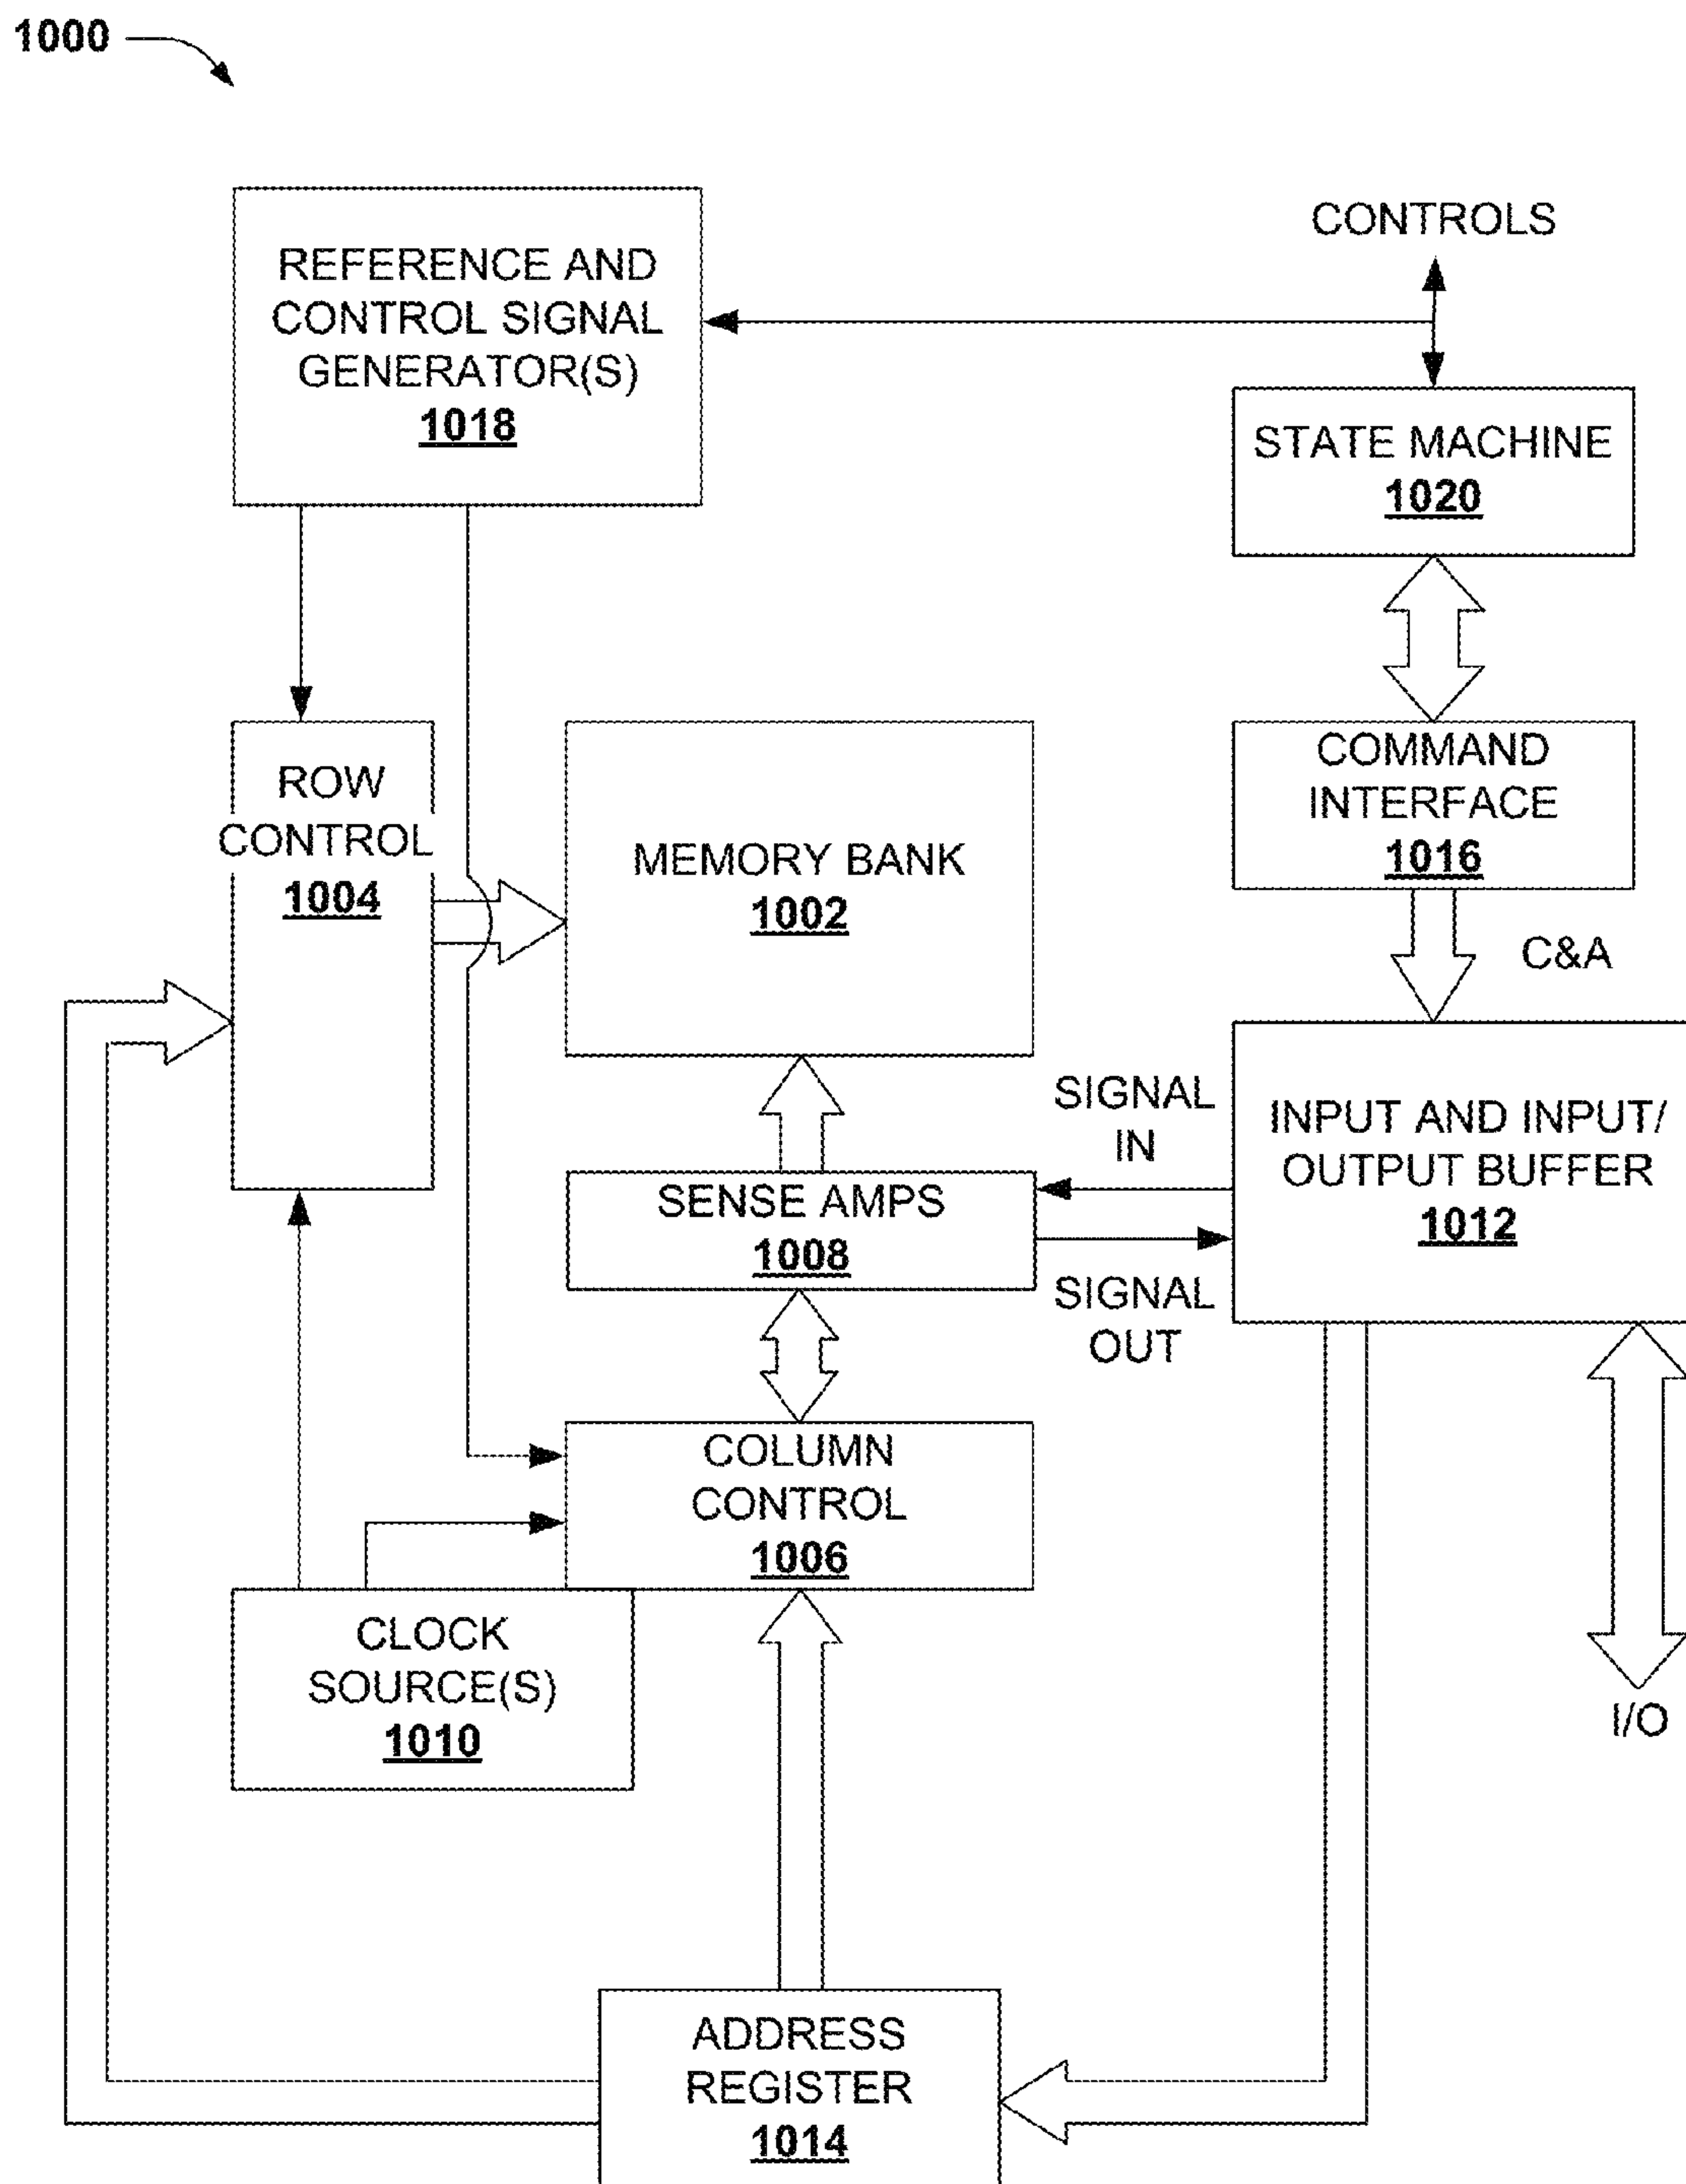 1000
REFERENCE AND
CONTROL SIGNAL
GENERATOR(S)
1018
CONTROLS
STATE MACHINE
1020
ROW
CONTROL
1004
MEMORY BANK
1002
COMMAND
INTERFACE
1016
C&A
SIGNAL
IN
INPUT AND INPUT/
OUTPUT BUFFER
1012
SENSE AMPS
1008
SIGNAL
OUT
COLUMN
CONTROL
1006
CLOCK
SOURCE(S)
1010
I/O
ADDRESS
REGISTER
1014